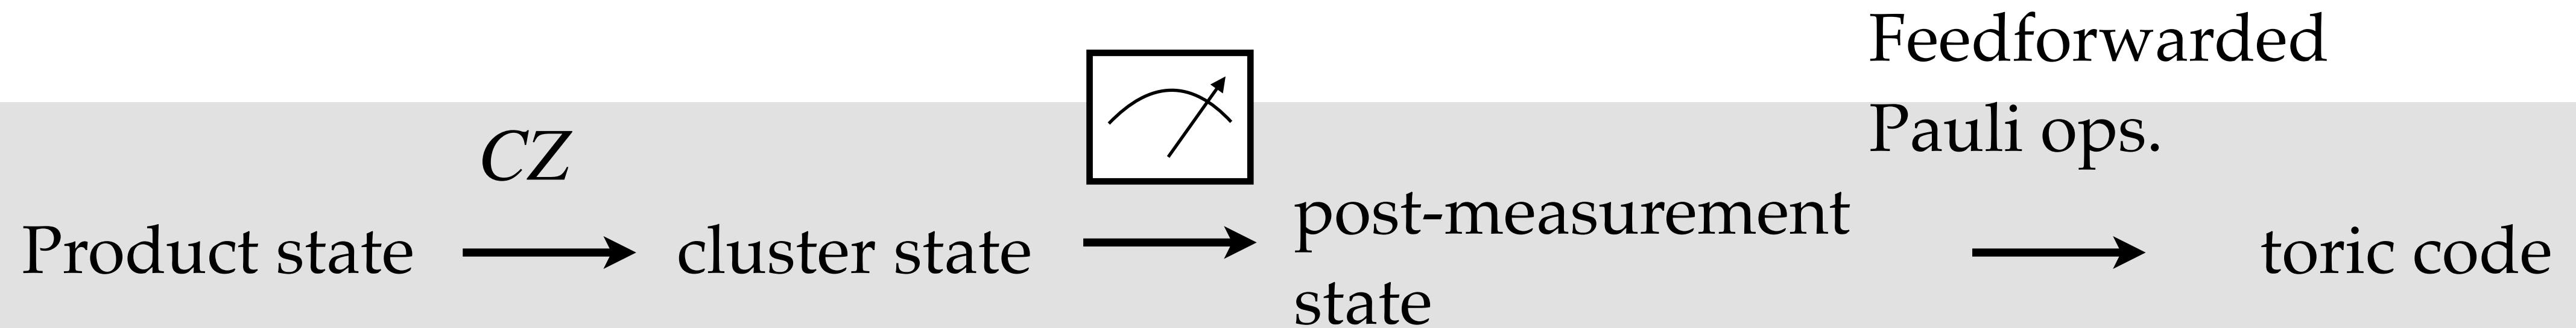 Feedforwarded
Pauli ops.
CZ
Product state
cluster state
post-measurement
state
toric code